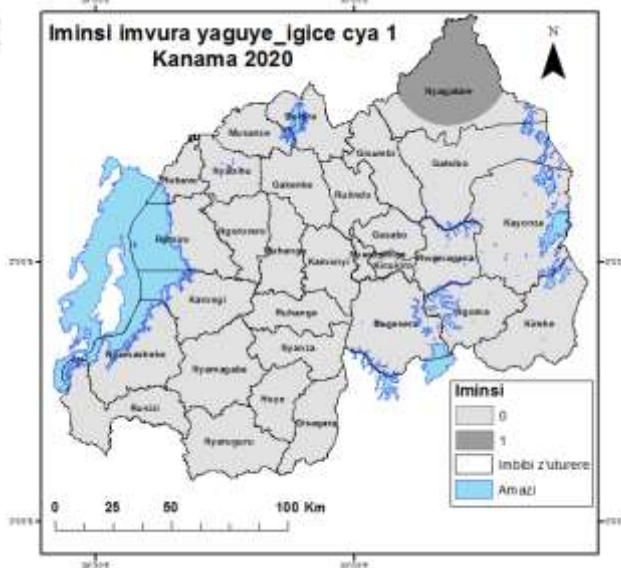 Iminsi imvura yaguye_igice cya 1
Kanama 2020
N
Nyagatare
Burera
Musanze
Gicumbi
Gatsibo
Nyabihu
Rubavu
Gakenke
Rulindo
Kayonza
Rutsiro
Ngororero
Gasabo
Muhanga
Kamonyi
Kicukiro
Rwamagana
Karongi
Ruhango
Bugesera
Ngoma
Kirehe
Nyanza
Nyamasheke
Nyamagabe
Huye
Rusizi
Gisagara
Nyaruguru
Iminsi
0
1
Imbibi z'uturere
Amazi
0 25 50 100 Km